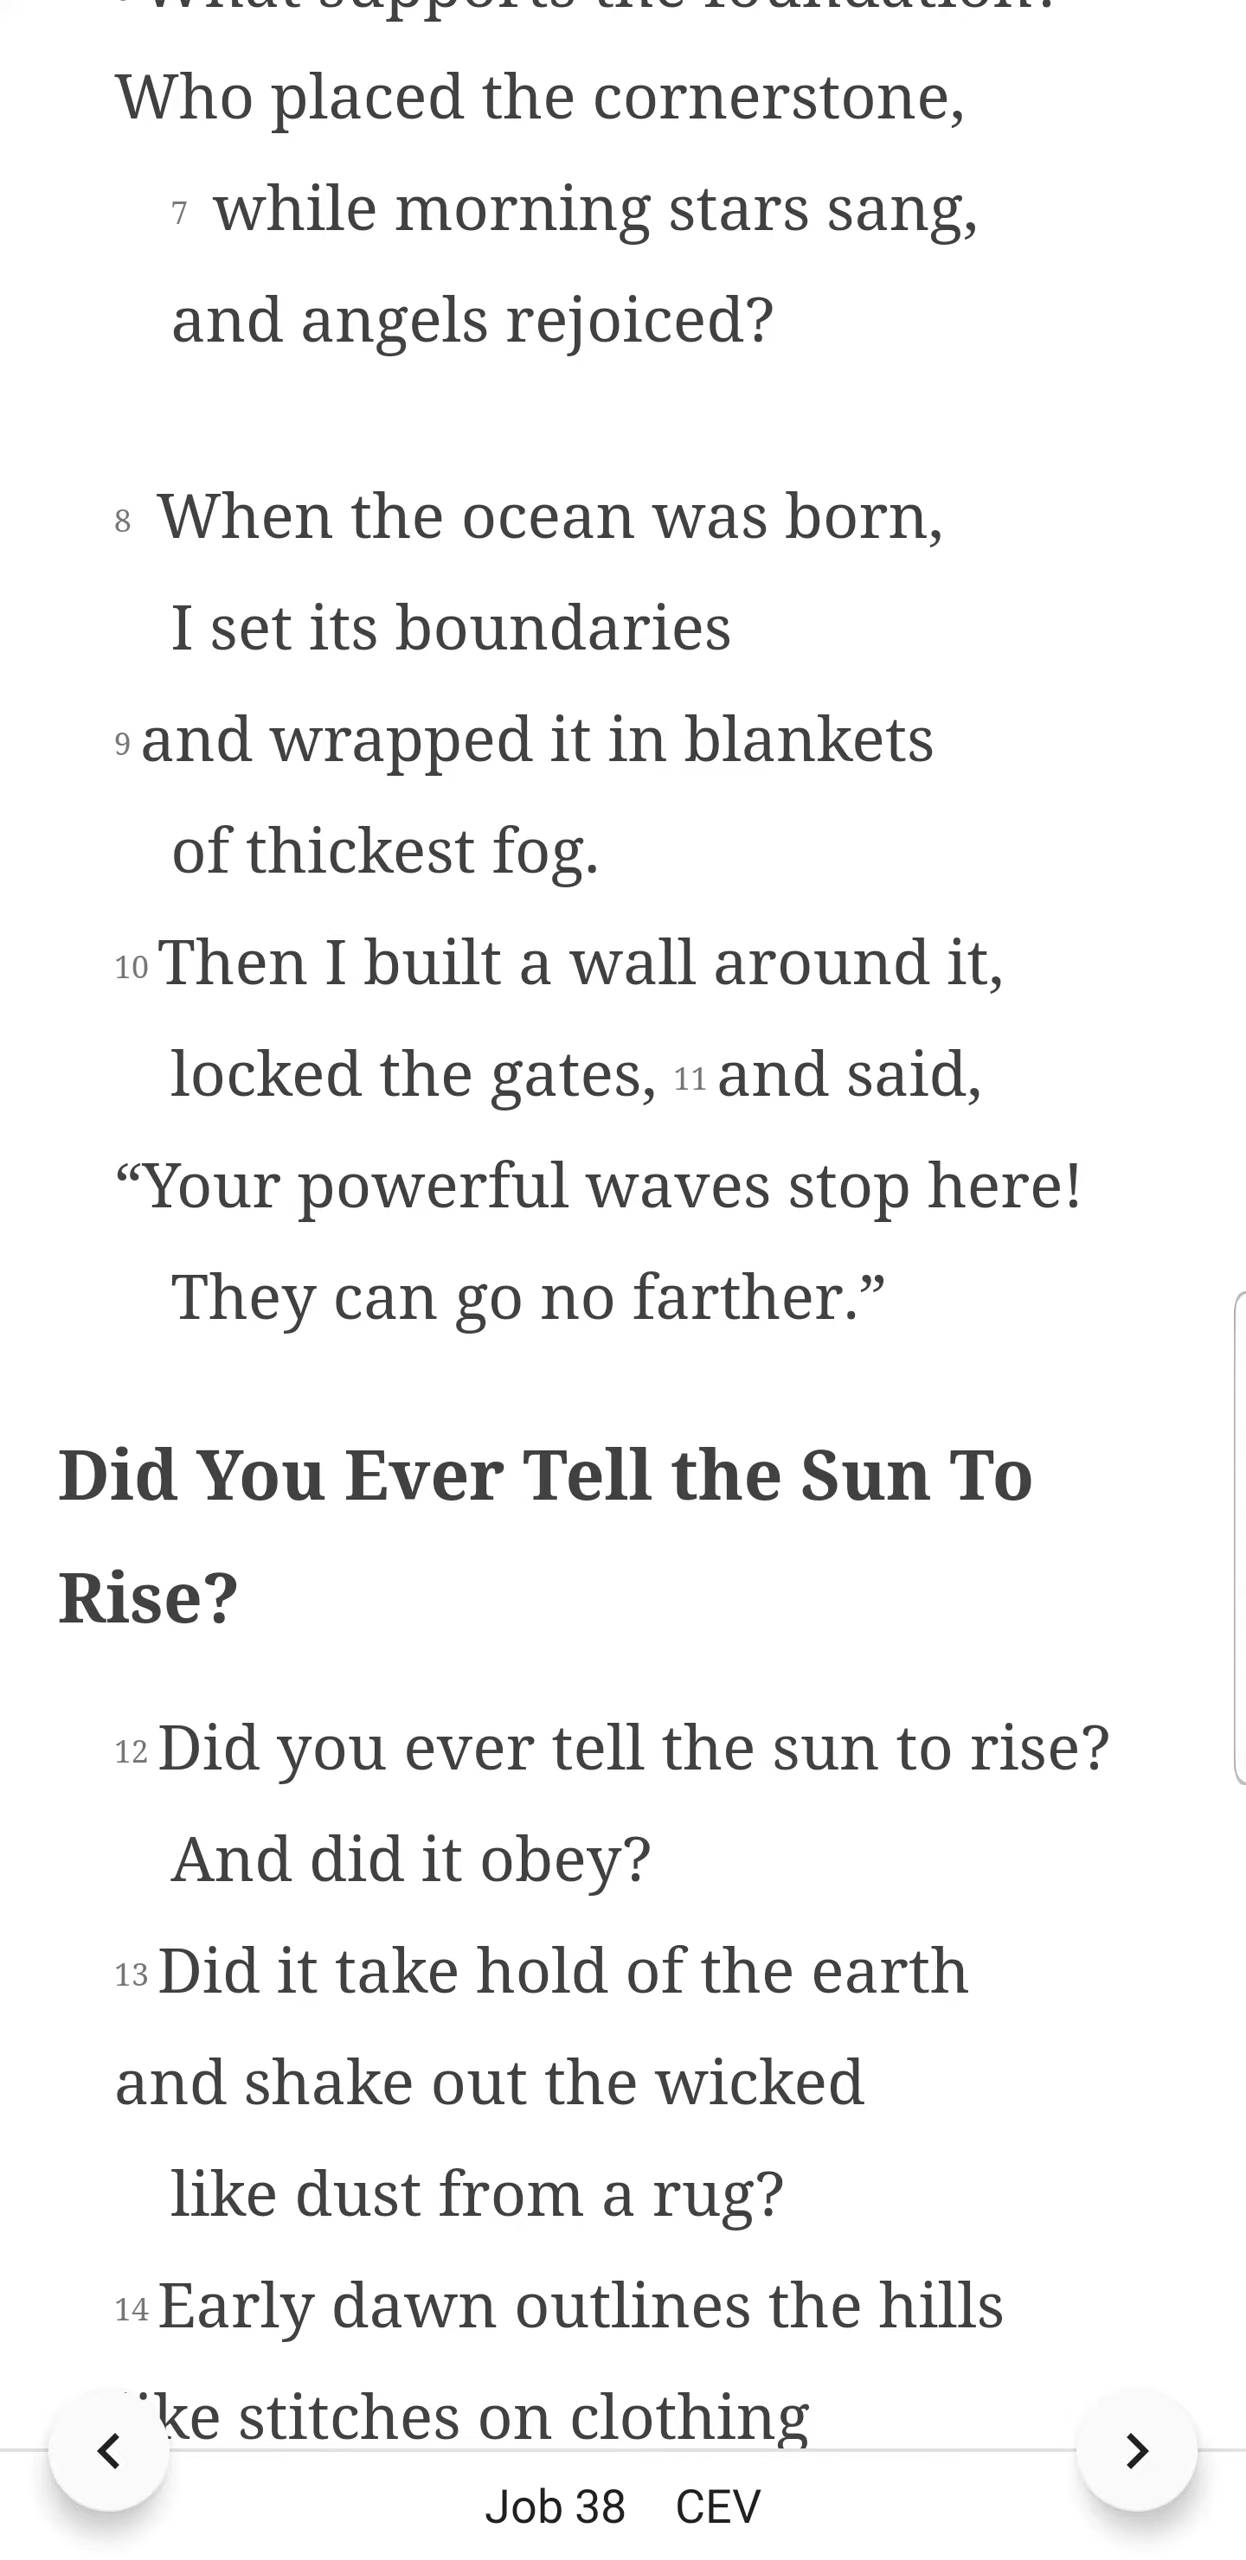 What supports the foundation?
Who placed the cornerstone,
7 while morning stars sang,
and angels rejoiced?
8 When the ocean was born,
I set its boundaries
9 and wrapped it in blankets
of thickest fog.
10 Then I built a wall around it,
locked the gates, 11 and said,
“Your powerful waves stop here!
They can go no farther.”
Did You Ever Tell the Sun To
Rise?
12 Did you ever tell the sun to rise?
And did it obey?
13 Did it take hold of the earth
and shake out the wicked
like dust from a rug?
14 Early dawn outlines the hills
like stitches on clothing
Job 38 CEV